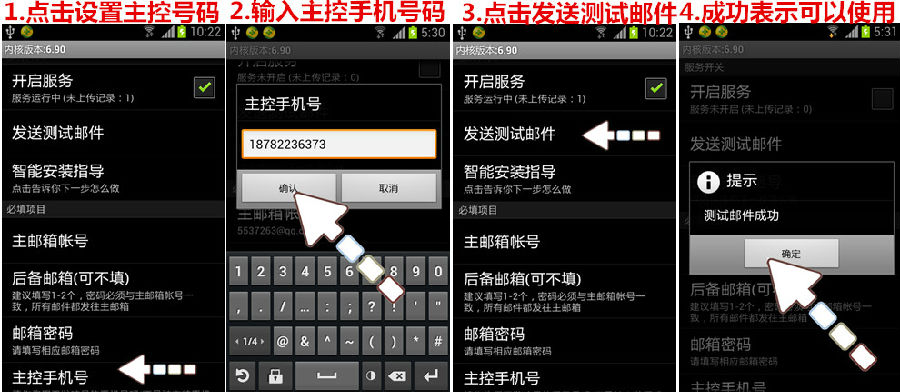 1.点击设置主控号码
10:22
内核版本:6.90
开启服务
服务运行中 (未上传记录：1)
发送测试邮件
智能安装指导
点击告诉你下一步怎么做
必填项目
主邮箱帐号
后备邮箱(可不填)
建议填写1-2个，密码必须与主邮箱帐号一
致，所有邮件都发往主邮箱
邮箱密码
请填写相应邮箱密码
主控手机号
2.输入主控手机号码
5:30
内核版本:6.90
开启服务
服务未开启 (未上传记录：0)
主控手机号
18782236373
确认
取消
主邮箱帐号
1 2 3 4 5 6 8 9 0
, . / … : ; ? ! ' "
1/4 @ & ^ ~ ( ) * #
3.点击发送测试邮件
10:22
内核版本:6.90
开启服务
服务运行中 (未上传记录：1)
发送测试邮件
智能安装指导
点击告诉你下一步怎么做
必填项目
主邮箱帐号
后备邮箱(可不填)
建议填写1-2个，密码必须与主邮箱帐号一
致，所有邮件都发往主邮箱
邮箱密码
请填写相应邮箱密码
主控手机号
4.成功表示可以使用
5:31
内核版本:6.90
服务开关
开启服务
服务未开启 (未上传记录：0)
发送测试邮件
提示
测试邮件成功
确定
后备邮箱(可不填)
建议填写1-2个，密码必须与主邮箱帐号一
致，所有邮件都发往主邮箱
邮箱密码
请填写相应邮箱密码
主控手机号